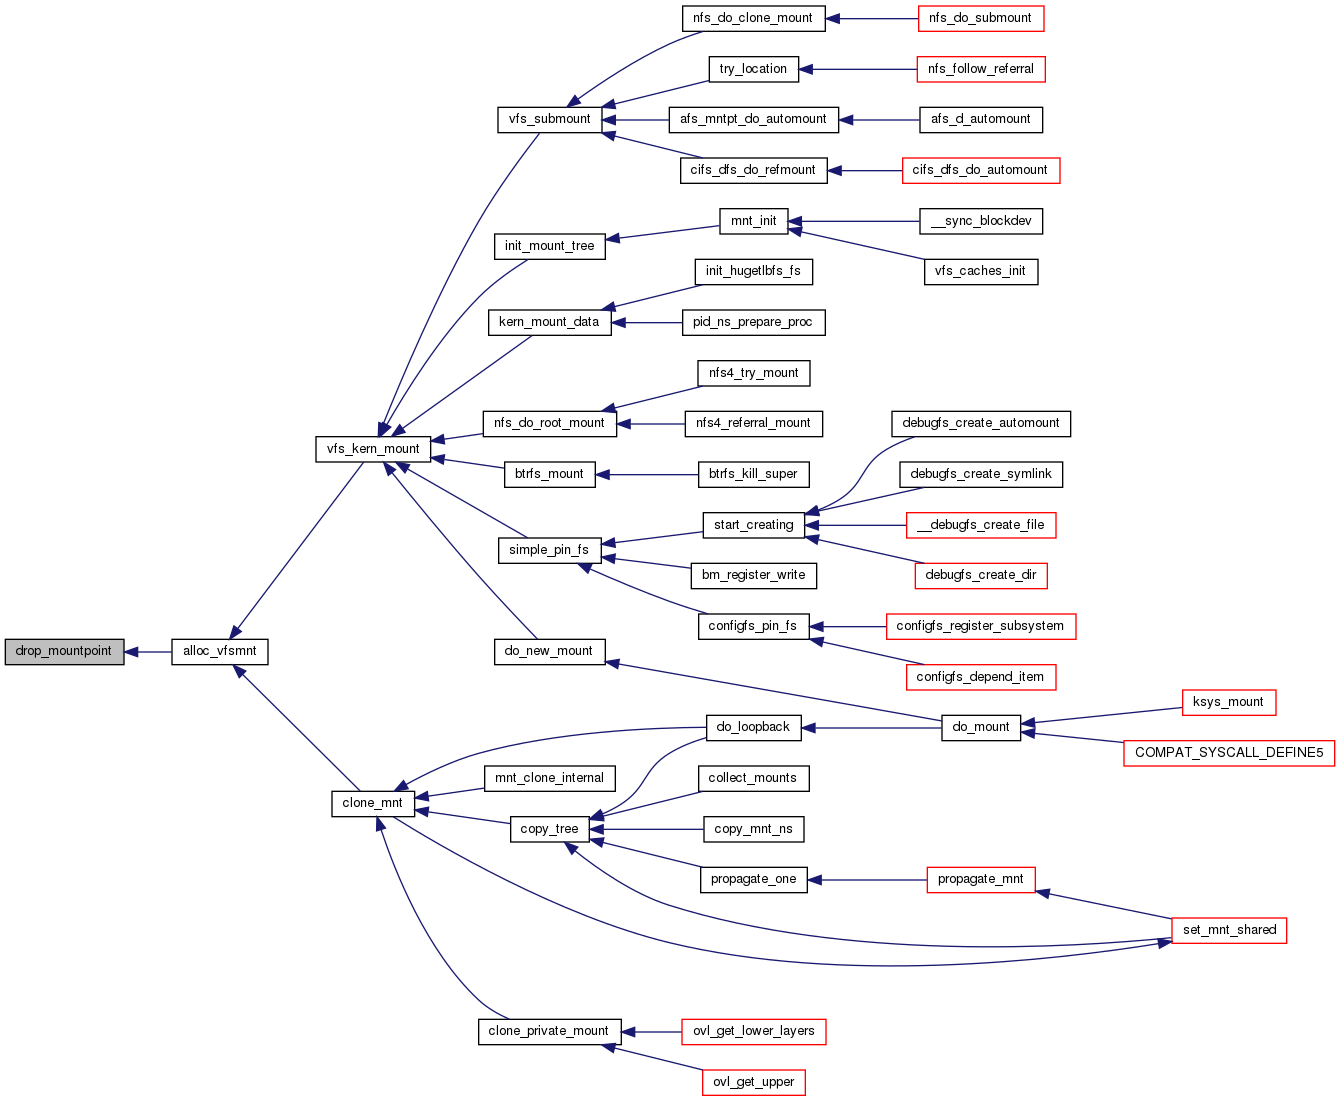 nfs_do_clone_mount
nfs_do_submount
try_location
nfs_follow_referral
vfs_submount
afs_mntpt_do_automount
afs_d_automount
cifs_dfs_do_refmount
cifs_dfs_do_automount
mnt_init
__sync_blockdev
init_mount_tree
vfs_caches_init
init_hugetlbfs_fs
kern_mount_data
pid_ns_prepare_proc
nfs4_try_mount
nfs_do_root_mount
nfs4_referral_mount
debugfs_create_automount
vfs_kern_mount
btrfs_mount
btrfs_kill_super
debugfs_create_symlink
start_creating
__debugfs_create_file
simple_pin_fs
bm_register_write
debugfs_create_dir
configfs_pin_fs
configfs_register_subsystem
drop_mountpoint
alloc_vfsmnt
do_new_mount
configfs_depend_item
ksys_mount
do_loopback
do_mount
COMPAT_SYSCALL_DEFINE5
mnt_clone_internal
collect_mounts
clone_mnt
copy_tree
copy_mnt_ns
propagate_one
propagate_mnt
set_mnt_shared
clone_private_mount
ovl_get_lower_layers
ovl_get_upper